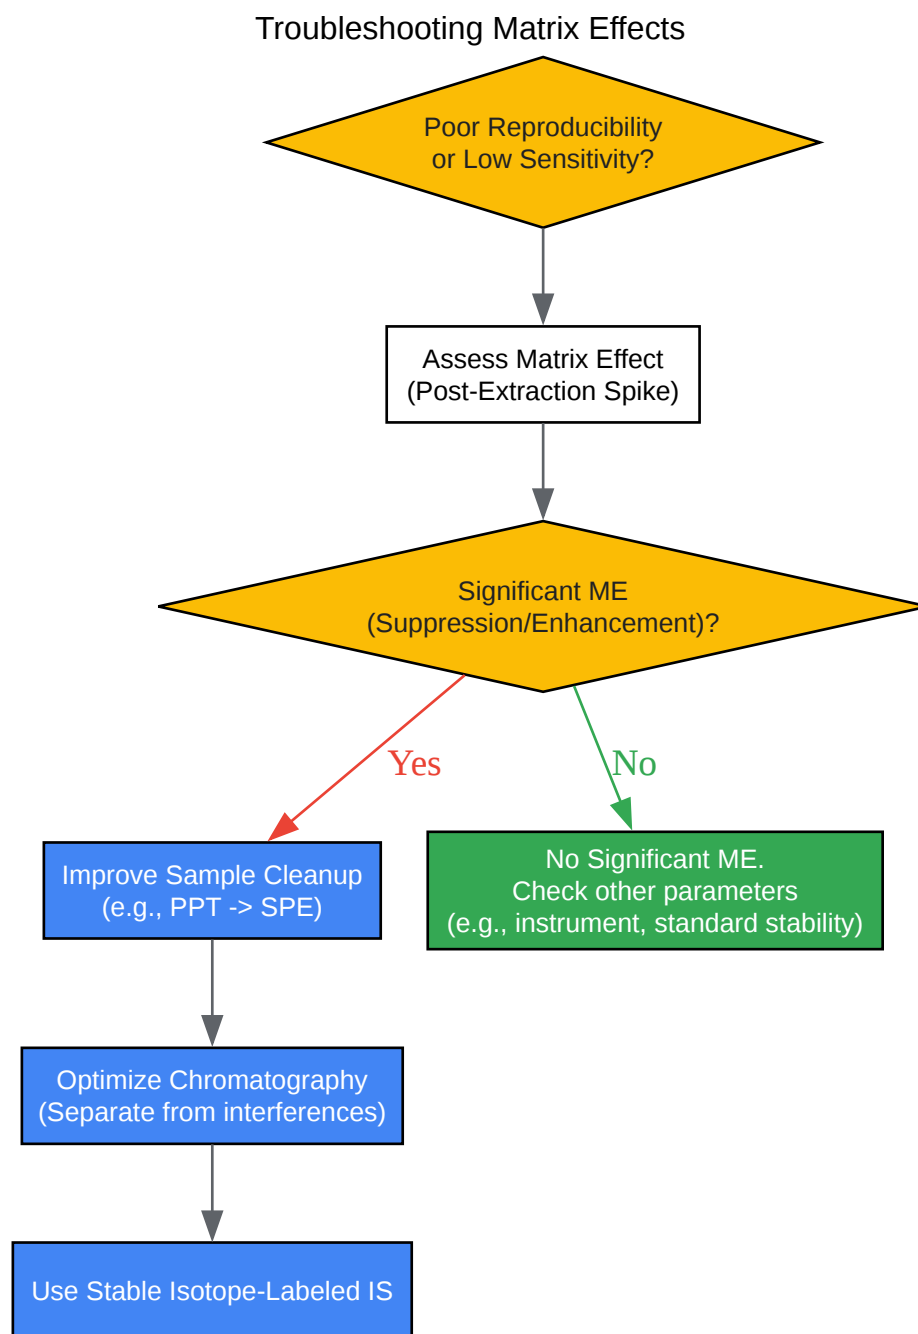 Troubleshooting Matrix Effects
Poor Reproducibility
or Low Sensitivity?
Assess Matrix Effect
(Post-Extraction Spike)
Significant ME
(Suppression/Enhancement)?
Yes
No
Improve Sample Cleanup
(e.g., PPT -> SPE)
No Significant ME.
Check other parameters
(e.g., instrument, standard stability)
Optimize Chromatography
(Separate from interferences)
Use Stable Isotope-Labeled IS